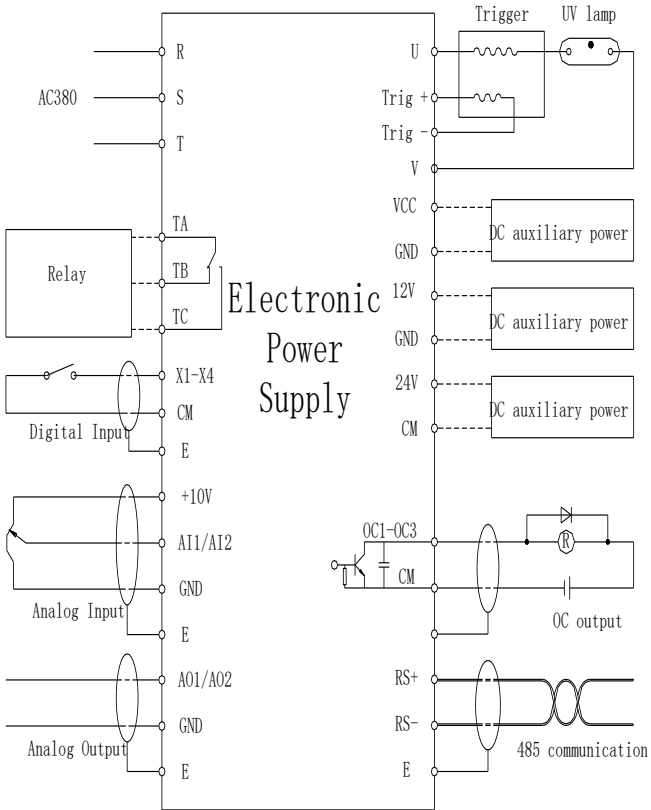 Trigger
UV lamp
R
U
AC380
S
Trig +
Trig -
T
V
VCC
DC auxiliary power
GND
TA
Relay
TB
TC
Electronic
Power
Supply
12V
DC auxiliary power
GND
X1-X4
CM
Digital Input
E
24V
DC auxiliary power
CM
+10V
AI1/AI2
GND
Analog Input
E
OC1-OC3
R
CM
OC output
AO1/AO2
GND
Analog Output
E
RS+
RS-
485 communication
E